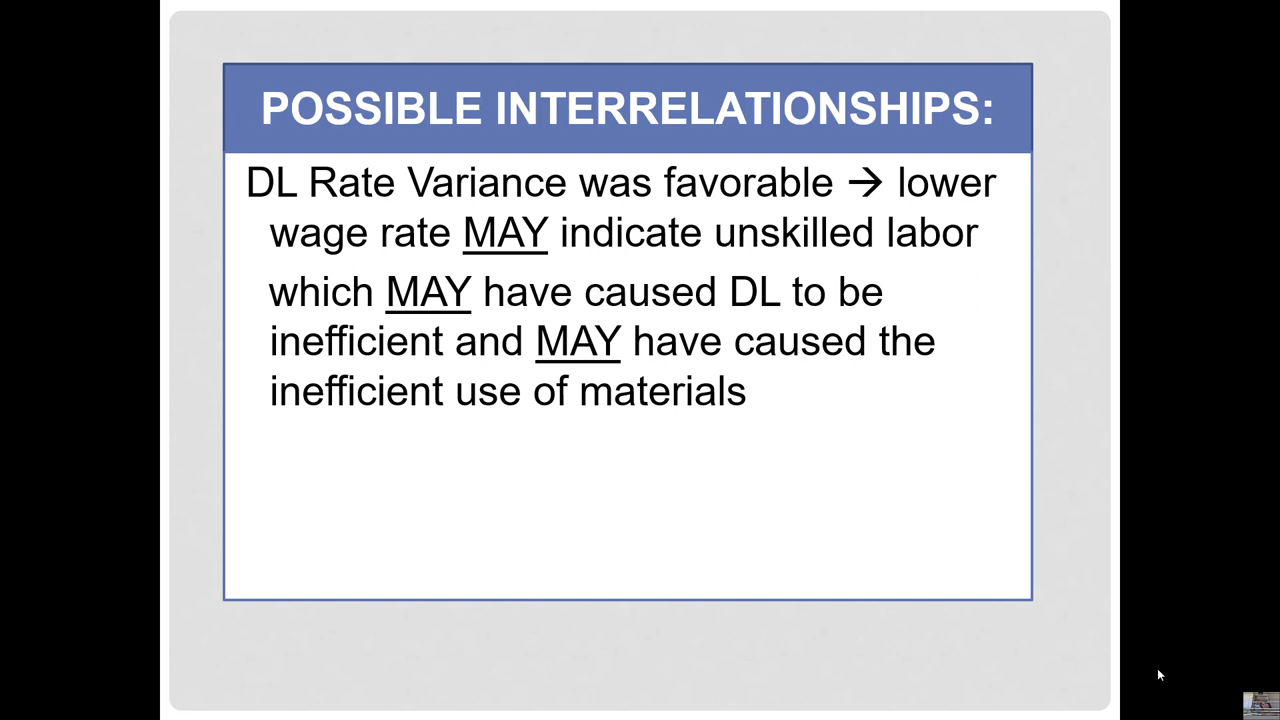 POSSIBLE INTERRELATIONSHIPS:
DL Rate Variance was favorable → lower
wage rate MAY indicate unskilled labor
which MAY have caused DL to be
inefficient and MAY have caused the
inefficient use of materials